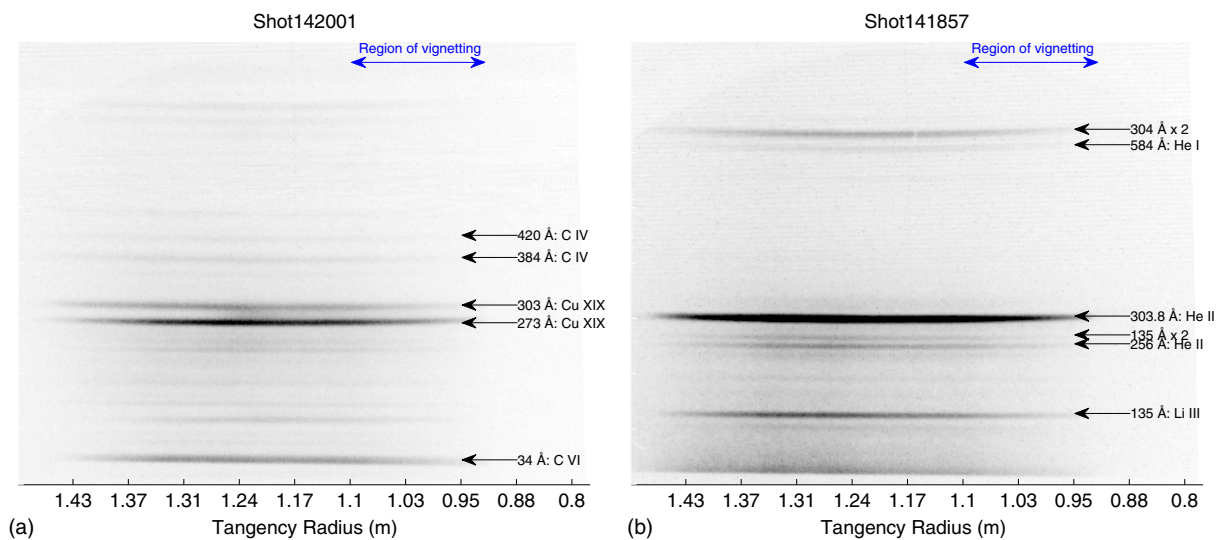 Shot142001
Region of vignetting
420 Å: C IV
384 Å: C IV
303 Å: Cu XIX
273 Å: Cu XIX
34 Å: C VI
1.43 1.37 1.31 1.24 1.17 1.1 1.03 0.95 0.88 0.8
(a) Tangency Radius (m)
Shot141857
Region of vignetting
304 Å x 2
584 Å: He I
303.8 Å: He II
135 Å x 2
256 Å: He II
135 Å: Li III
1.43 1.37 1.31 1.24 1.17 1.1 1.03 0.95 0.88 0.8
(b) Tangency Radius (m)